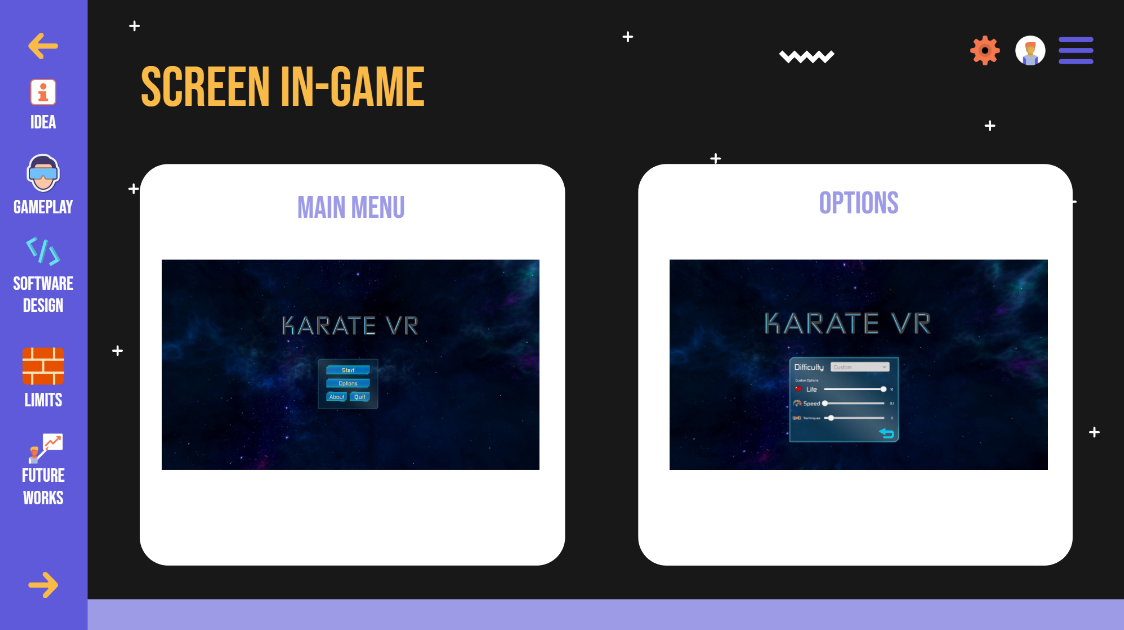 IDEA
GAMEPLAY
SOFTWARE
DESIGN
LIMITS
FUTURE
WORKS
SCREEN IN-GAME
MAIN MENU
KARATE VR
Start
Options
About Quit
OPTIONS
KARATE VR
Difficulty Custom
Custom Options
Life
Speed
Techniques